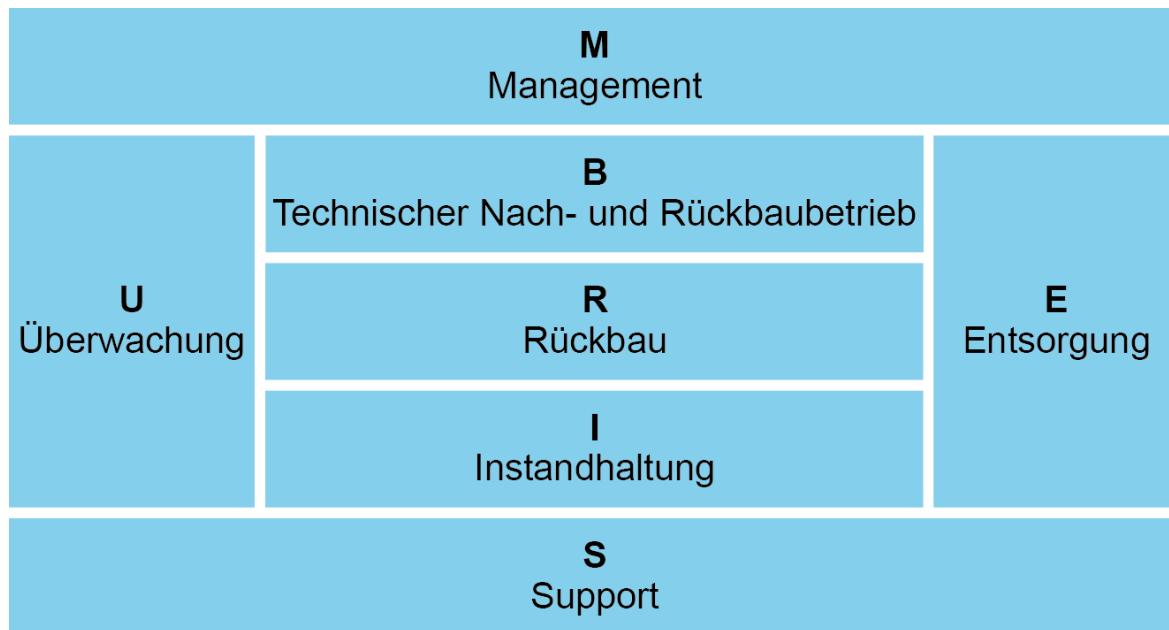 M
Management
B
Technischer Nach- und Rückbaubetrieb
U
Überwachung
R
Rückbau
E
Entsorgung
I
Instandhaltung
S
Support